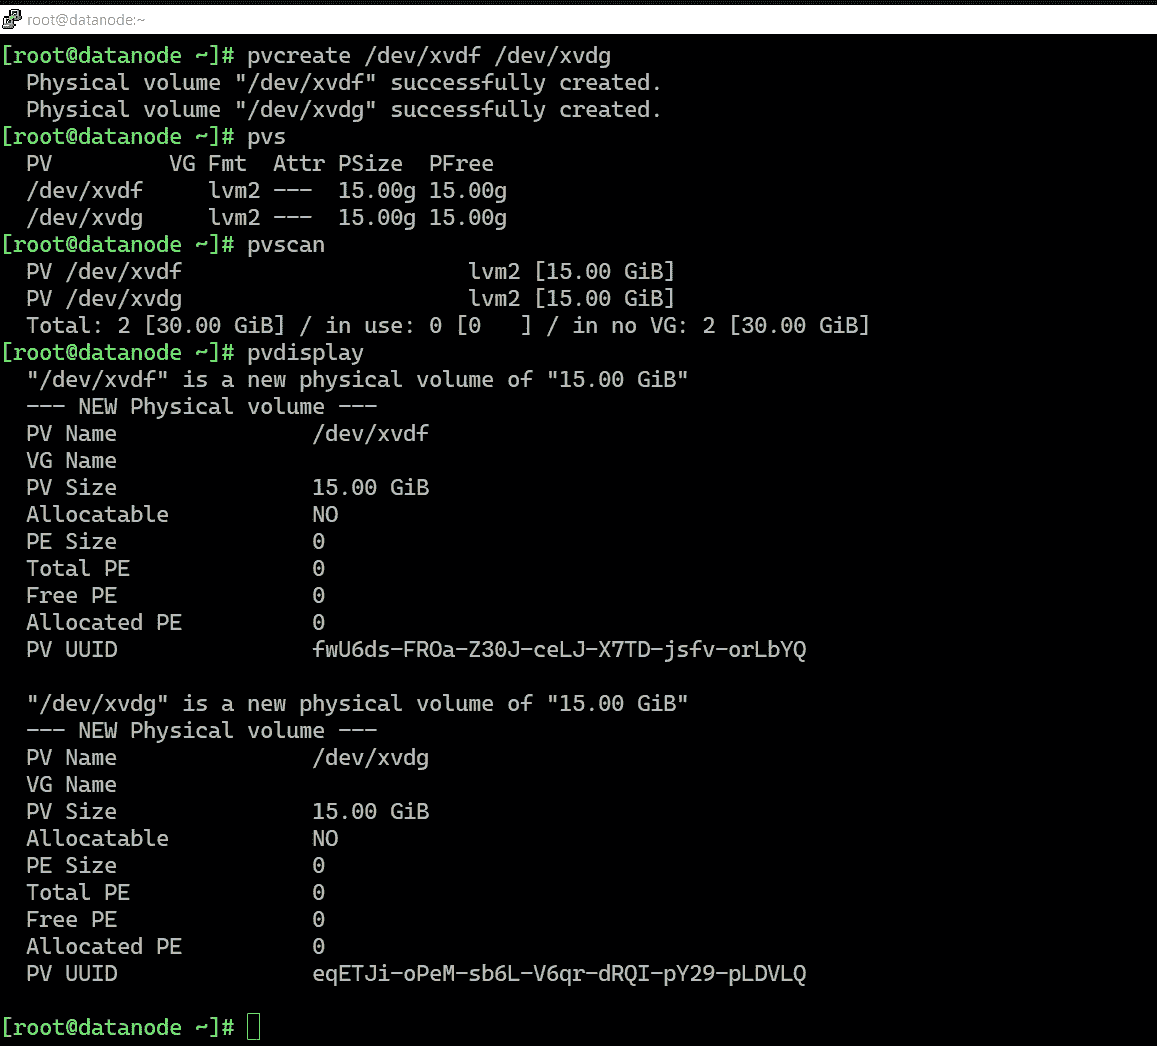 root@datanode:~
[root@datanode ~]# pvcreate /dev/xvdf /dev/xvdg
  Physical volume "/dev/xvdf" successfully created.
  Physical volume "/dev/xvdg" successfully created.
[root@datanode ~]# pvs
  PV         VG Fmt  Attr PSize  PFree
  /dev/xvdf     lvm2 ---  15.00g 15.00g
  /dev/xvdg     lvm2 ---  15.00g 15.00g
[root@datanode ~]# pvscan
  PV /dev/xvdf                      lvm2 [15.00 GiB]
  PV /dev/xvdg                      lvm2 [15.00 GiB]
  Total: 2 [30.00 GiB] / in use: 0 [0   ] / in no VG: 2 [30.00 GiB]
[root@datanode ~]# pvdisplay
  "/dev/xvdf" is a new physical volume of "15.00 GiB"
  --- NEW Physical volume ---
  PV Name               /dev/xvdf
  VG Name
  PV Size               15.00 GiB
  Allocatable           NO
  PE Size               0
  Total PE              0
  Free PE               0
  Allocated PE          0
  PV UUID               fwU6ds-FROa-Z30J-ceLJ-X7TD-jsfv-orLbYQ

  "/dev/xvdg" is a new physical volume of "15.00 GiB"
  --- NEW Physical volume ---
  PV Name               /dev/xvdg
  VG Name
  PV Size               15.00 GiB
  Allocatable           NO
  PE Size               0
  Total PE              0
  Free PE               0
  Allocated PE          0
  PV UUID               eqETJi-oPeM-sb6L-V6qr-dRQI-pY29-pLDVLQ

[root@datanode ~]#